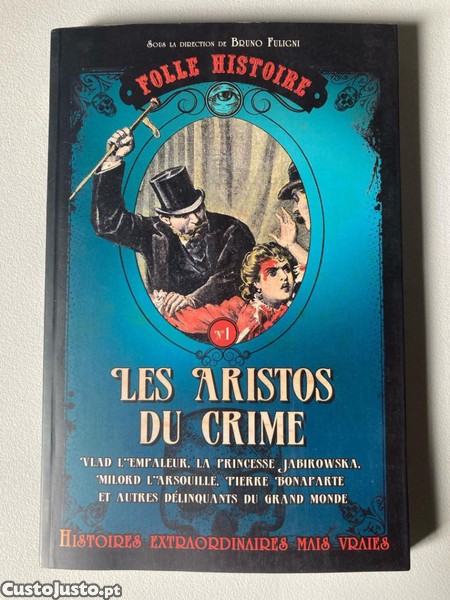 Sous la direction de Bruno Fuligni
FOLLE HISTOIRE
N°1
LES ARISTOS
DU CRIME
Vlad l'Empaleur, la princesse Jabirowska,
Milord l'Arsouille, Pierre Bonaparte
et autres délinquants du grand monde
Histoires extraordinaires mais vraies
CustoJusto.pt